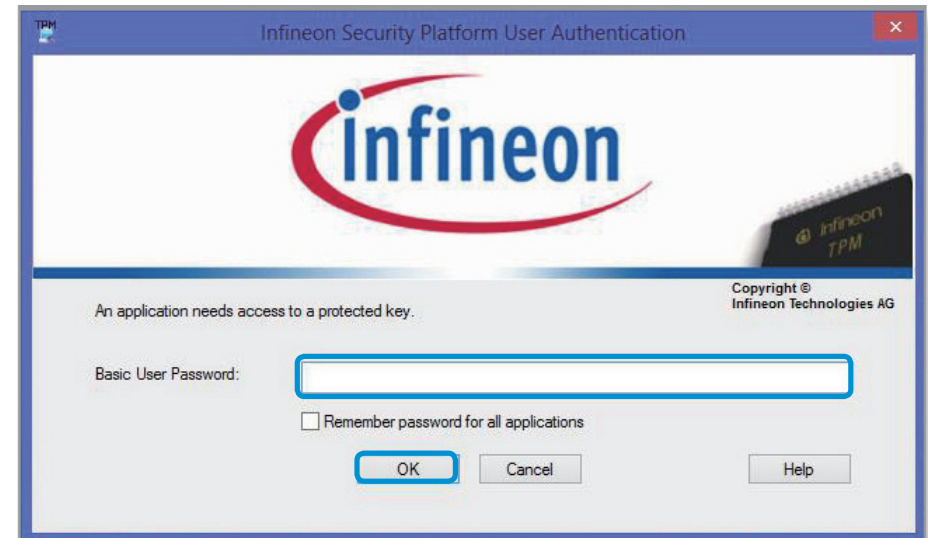 TPM
Infineon Security Platform User Authentication
infineon
infineon
TPM
Copyright ©
Infineon Technologies AG
An application needs access to a protected key.
Basic User Password:
Remember password for all applications
OK Cancel Help